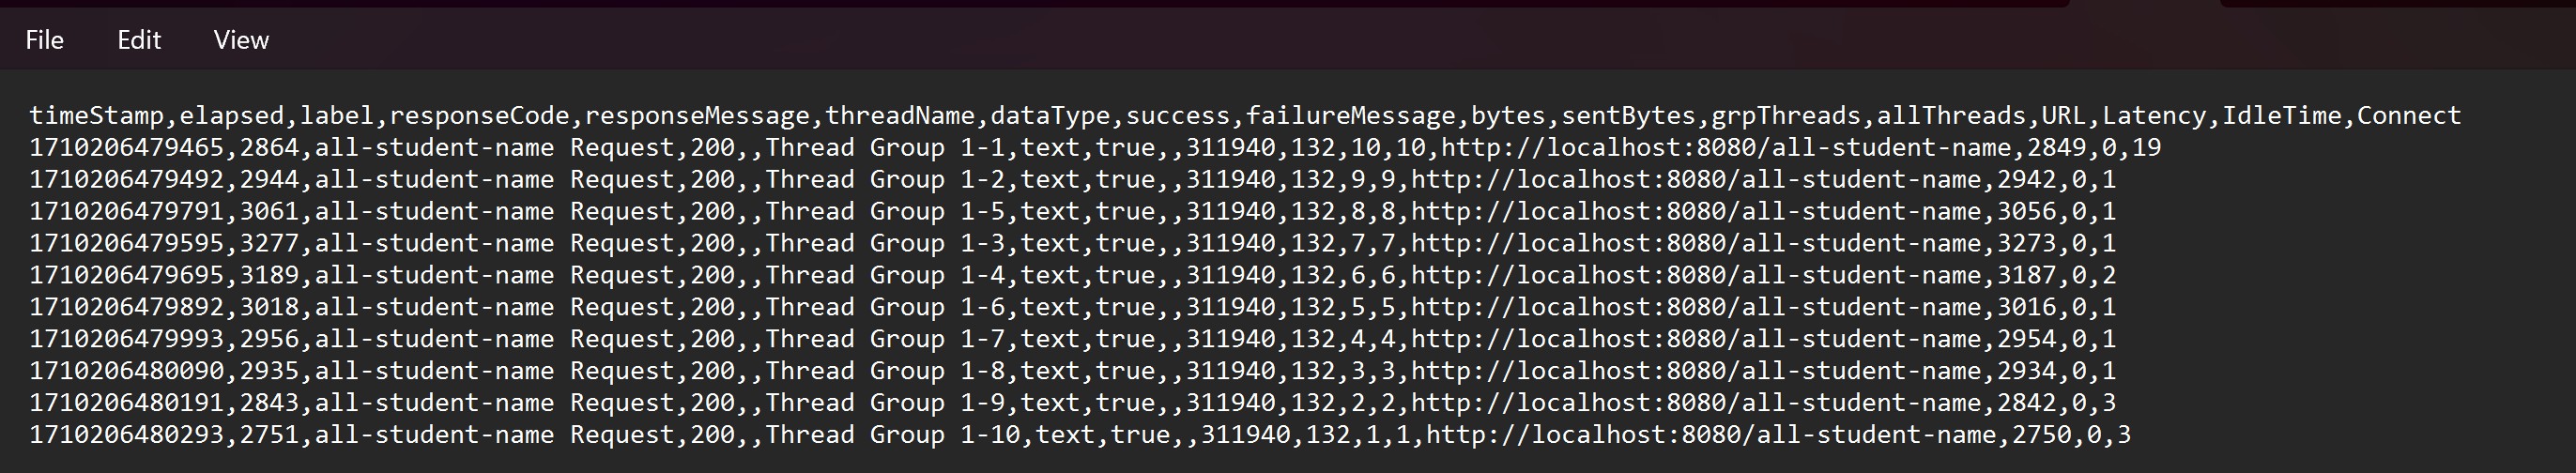 File Edit View
timeStamp,elapsed,label,responseCode,responseMessage,threadName,dataType,success,failureMessage,bytes,sentBytes,grpThreads,allThreads,URL,Latency,IdleTime,Connect
1710206479465,2864,all-student-name Request,200,,Thread Group 1-1,text,true,,311940,132,10,10,http://localhost:8080/all-student-name,2849,0,19
1710206479492,2944,all-student-name Request,200,,Thread Group 1-2,text,true,,311940,132,9,9,http://localhost:8080/all-student-name,2942,0,1
1710206479791,3061,all-student-name Request,200,,Thread Group 1-5,text,true,,311940,132,8,8,http://localhost:8080/all-student-name,3056,0,1
1710206479595,3277,all-student-name Request,200,,Thread Group 1-3,text,true,,311940,132,7,7,http://localhost:8080/all-student-name,3273,0,1
1710206479695,3189,all-student-name Request,200,,Thread Group 1-4,text,true,,311940,132,6,6,http://localhost:8080/all-student-name,3187,0,2
1710206479892,3018,all-student-name Request,200,,Thread Group 1-6,text,true,,311940,132,5,5,http://localhost:8080/all-student-name,3016,0,1
1710206479993,2956,all-student-name Request,200,,Thread Group 1-7,text,true,,311940,132,4,4,http://localhost:8080/all-student-name,2954,0,1
1710206480090,2935,all-student-name Request,200,,Thread Group 1-8,text,true,,311940,132,3,3,http://localhost:8080/all-student-name,2934,0,1
1710206480191,2843,all-student-name Request,200,,Thread Group 1-9,text,true,,311940,132,2,2,http://localhost:8080/all-student-name,2842,0,3
1710206480293,2751,all-student-name Request,200,,Thread Group 1-10,text,true,,311940,132,1,1,http://localhost:8080/all-student-name,2750,0,3